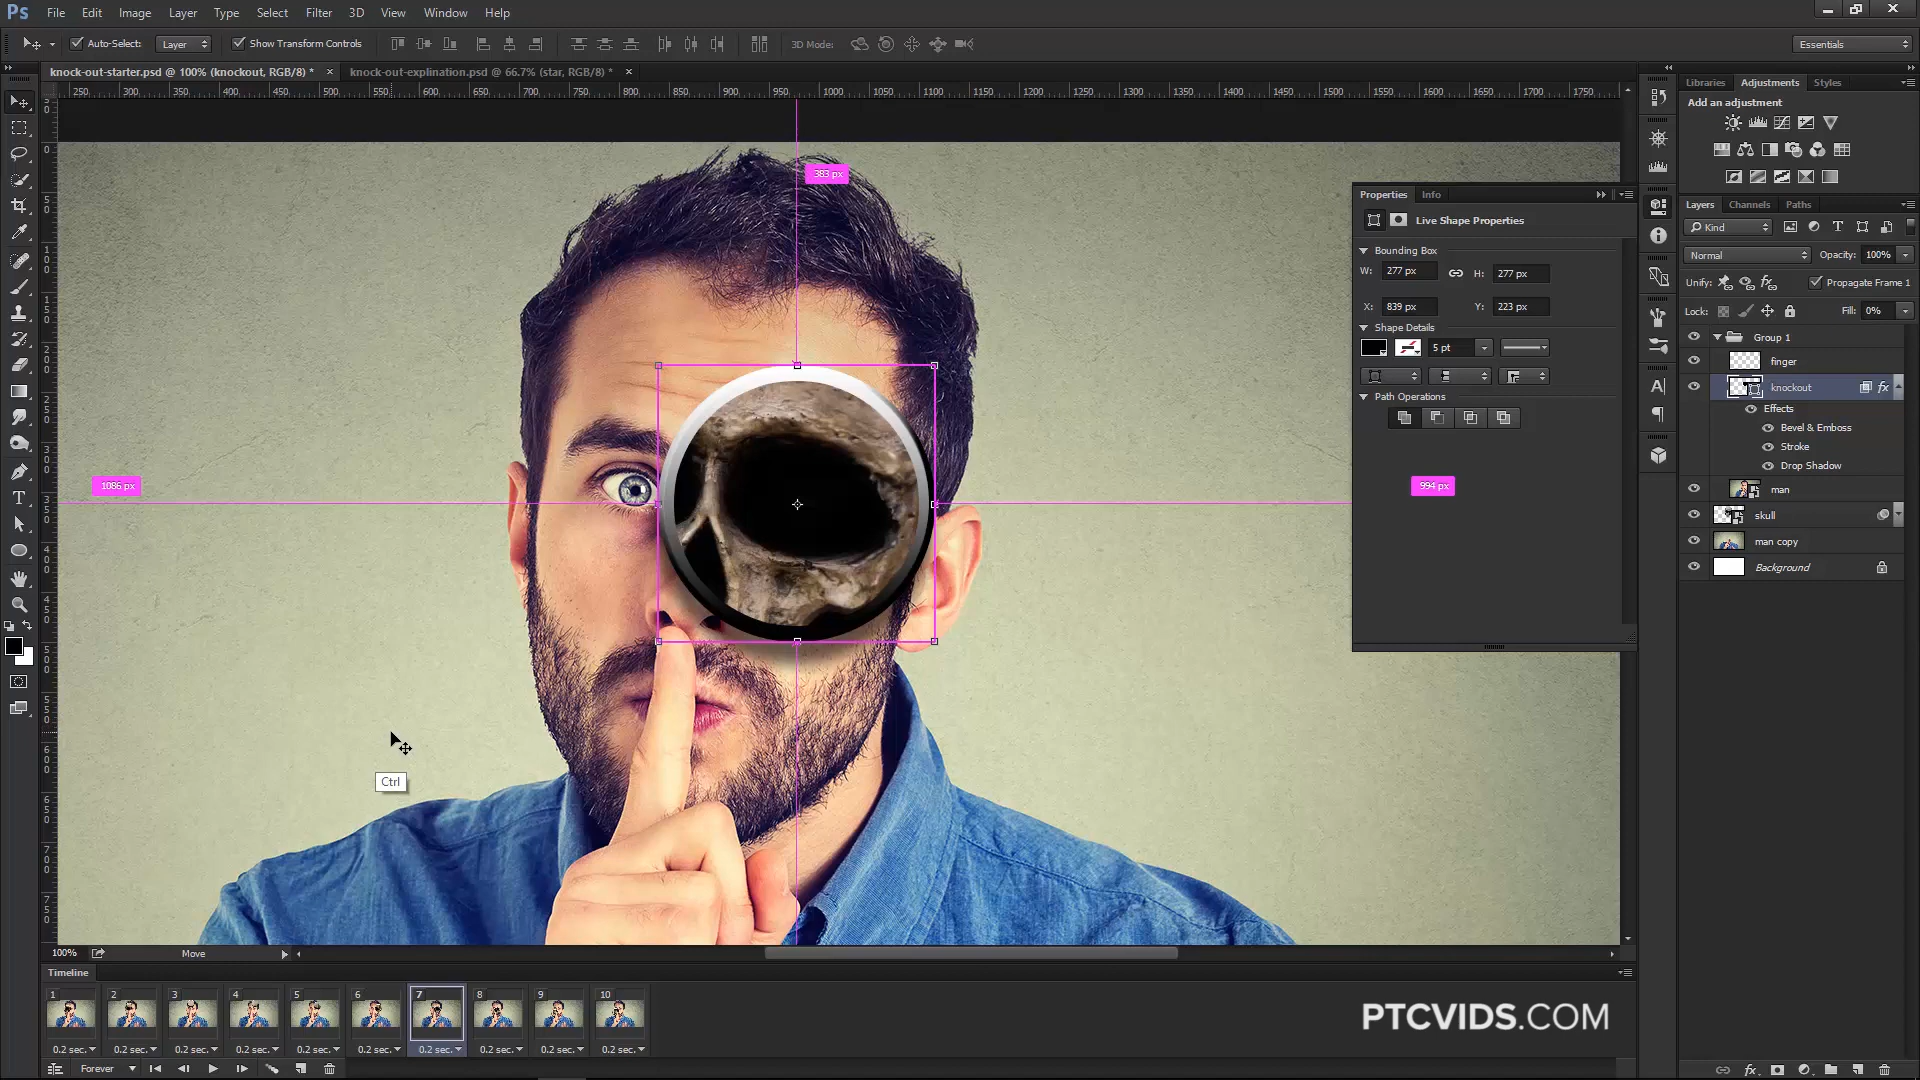 Ps File Edit Image Layer Type Select Filter 3D View Window Help
Auto-Select: Layer Show Transform Controls 3D Mode: Essentials
knock-out-starter.psd @ 100% (knockout, RGB/8) * × knock-out-explination.psd @ 66.7% (star, RGB/8) * ×
250 300 350 400 450 500 550 600 650 700 750 800 850 900 950 1000 1050 1100 1150 1200 1250 1300 1350 1400 1450 1500 1550 1600 1650 1700 1750
383 px
1086 px
994 px
Ctrl
Properties Info
Live Shape Properties
Bounding Box
W: 277 px H: 277 px
X: 839 px Y: 223 px
Shape Details
5 pt
Path Operations
Libraries Adjustments Styles
Add an adjustment
Layers Channels Paths
Kind
Normal Opacity: 100%
Unify: Propagate Frame 1
Lock: Fill: 0%
Group 1
finger
knockout fx
Effects
Bevel & Emboss
Stroke
Drop Shadow
man
skull
man copy
Background
100% Move
Timeline
1 2 3 4 5 6 7 8 9 10
0.2 sec. 0.2 sec. 0.2 sec. 0.2 sec. 0.2 sec. 0.2 sec. 0.2 sec. 0.2 sec. 0.2 sec. 0.2 sec.
Forever
PTCVIDS.COM